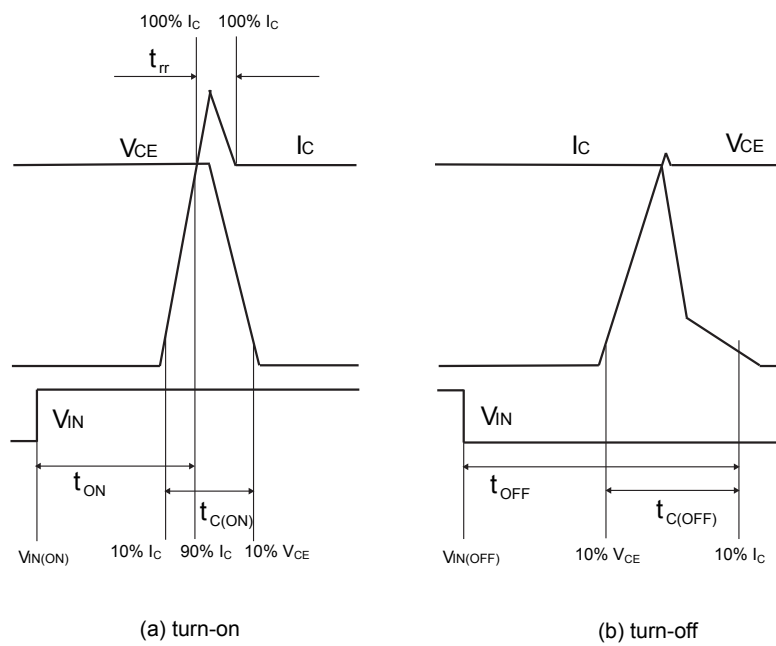 100% IC 100% IC
trr
VCE IC IC VCE
VIN VIN
tON tOFF
tC(ON) tC(OFF)
VIN(ON) 10% IC 90% IC 10% VCE VIN(OFF) 10% VCE 10% IC
(a) turn-on (b) turn-off